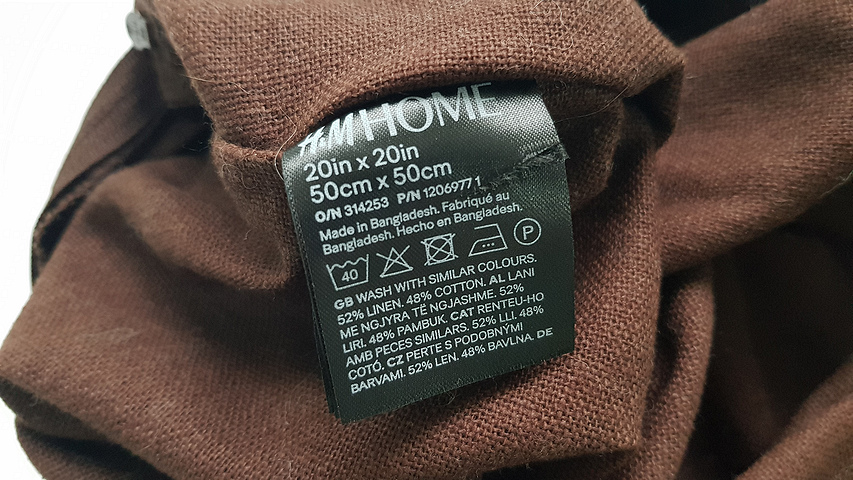 H&M HOME
20in x 20in
50cm x 50cm
O/N 314253 P/N 12069771
Made in Bangladesh. Fabriqué au
Bangladesh. Hecho en Bangladesh.
40 P
GB WASH WITH SIMILAR COLOURS.
52% LINEN. 48% COTTON. AL LANI
ME NGJYRA TË NGJASHME. 52%
LIRI. 48% PAMBUK. CAT RENTEU-HO
AMB PECES SIMILARS. 52% LLI. 48%
COTÓ. CZ PERTE S PODOBNÝMI
BARVAMI. 52% LEN. 48% BAVLNA. DE